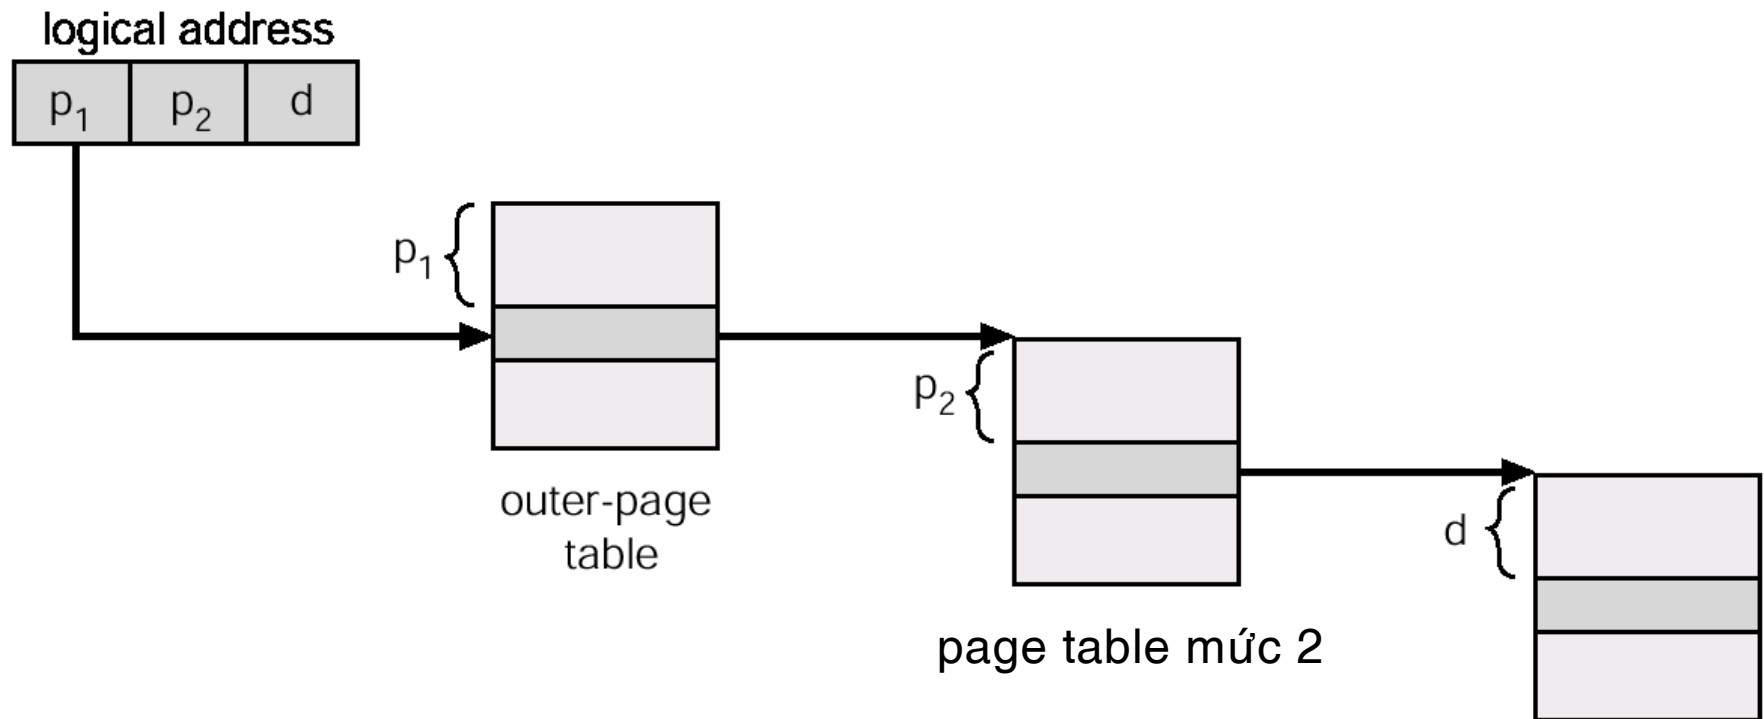 logical address
p₁ p₂ d
p₁
outer-page
table
p₂
page table mức 2
d